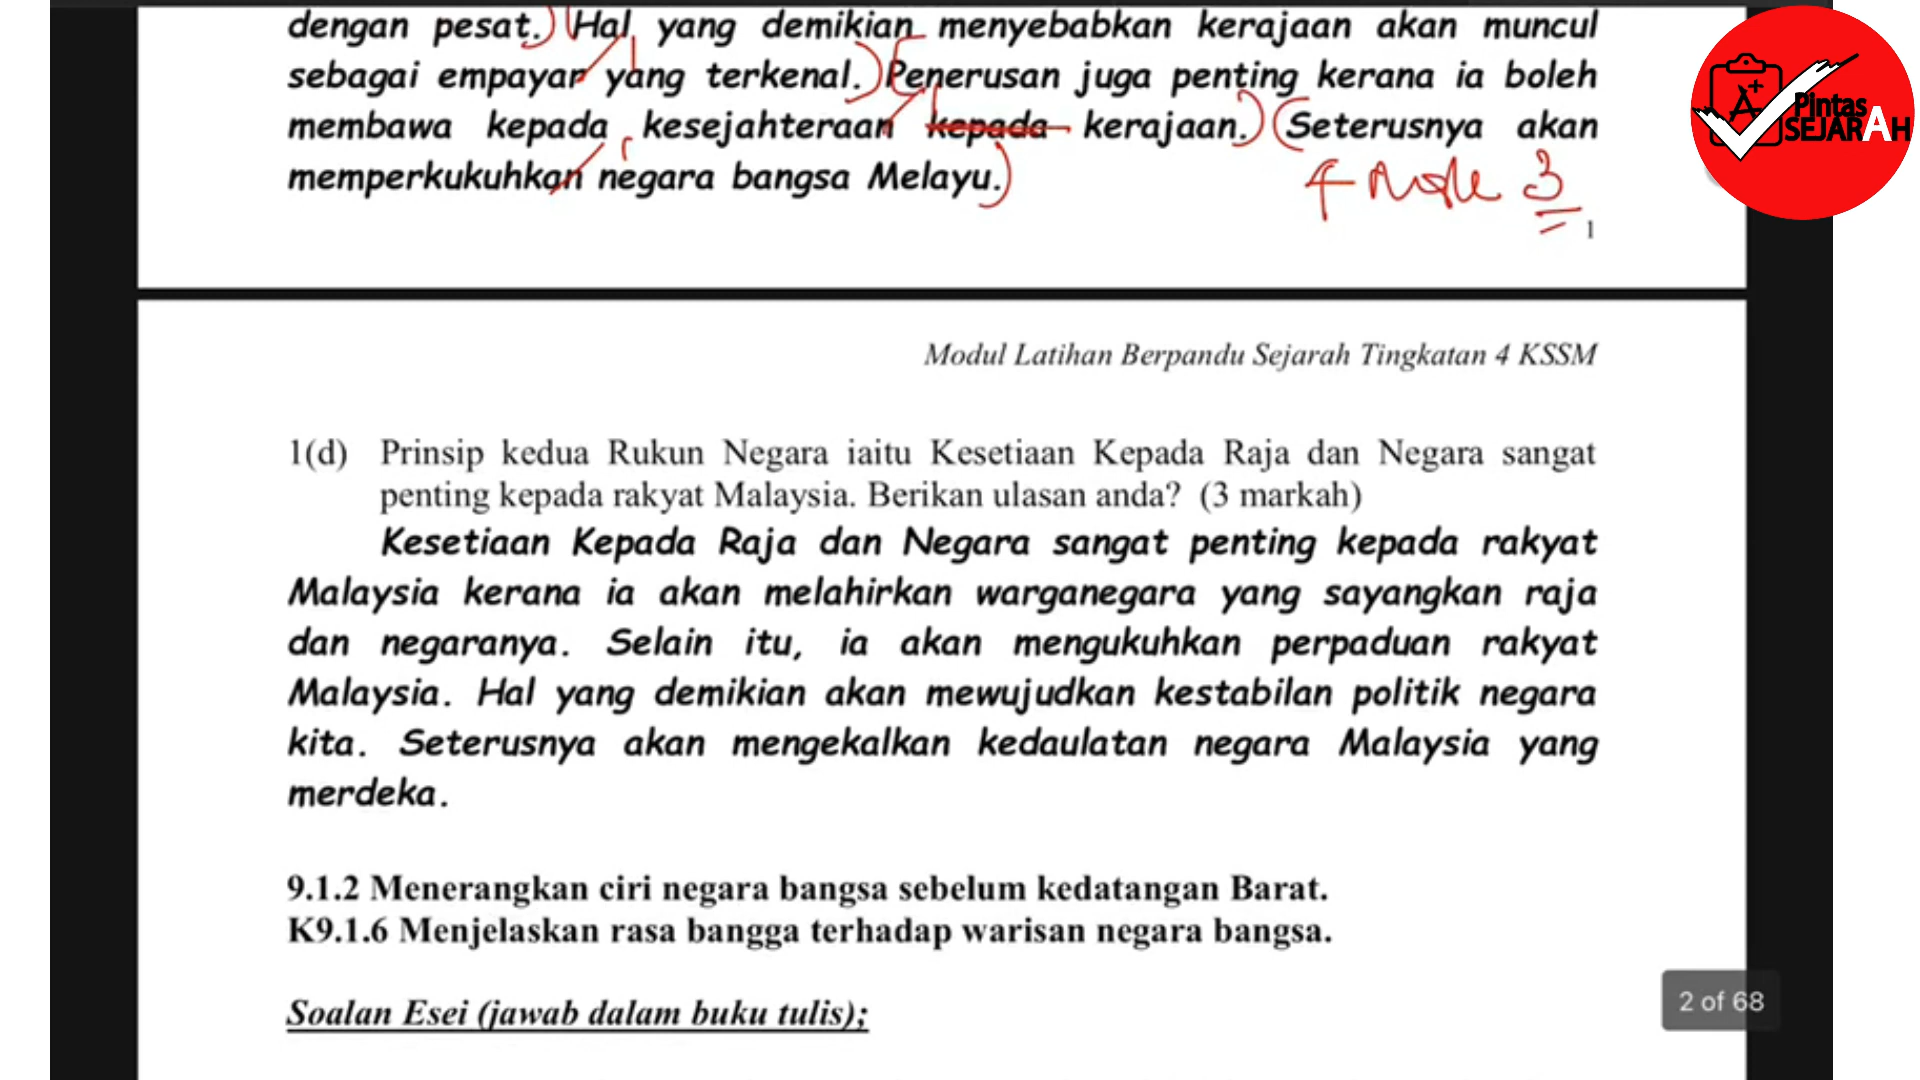 dengan pesat. Hal yang demikian menyebabkan kerajaan akan muncul
sebagai empayar yang terkenal. Penerusan juga penting kerana ia boleh
membawa kepada kesejahteraan kepada kerajaan. Seterusnya akan
memperkukuhkan negara bangsa Melayu.
3
1
A+
Pintas
SEJARAH
Modul Latihan Berpandu Sejarah Tingkatan 4 KSSM
1(d) Prinsip kedua Rukun Negara iaitu Kesetiaan Kepada Raja dan Negara sangat
penting kepada rakyat Malaysia. Berikan ulasan anda? (3 markah)
Kesetiaan Kepada Raja dan Negara sangat penting kepada rakyat
Malaysia kerana ia akan melahirkan warganegara yang sayangkan raja
dan negaranya. Selain itu, ia akan mengukuhkan perpaduan rakyat
Malaysia. Hal yang demikian akan mewujudkan kestabilan politik negara
kita. Seterusnya akan mengekalkan kedaulatan negara Malaysia yang
merdeka.
9.1.2 Menerangkan ciri negara bangsa sebelum kedatangan Barat.
K9.1.6 Menjelaskan rasa bangga terhadap warisan negara bangsa.
Soalan Esei (jawab dalam buku tulis);
2 of 68